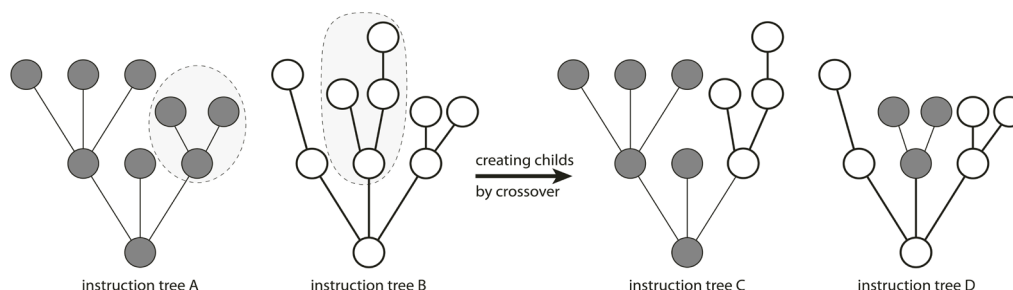 creating childs
by crossover
instruction tree A
instruction tree B
instruction tree C
instruction tree D